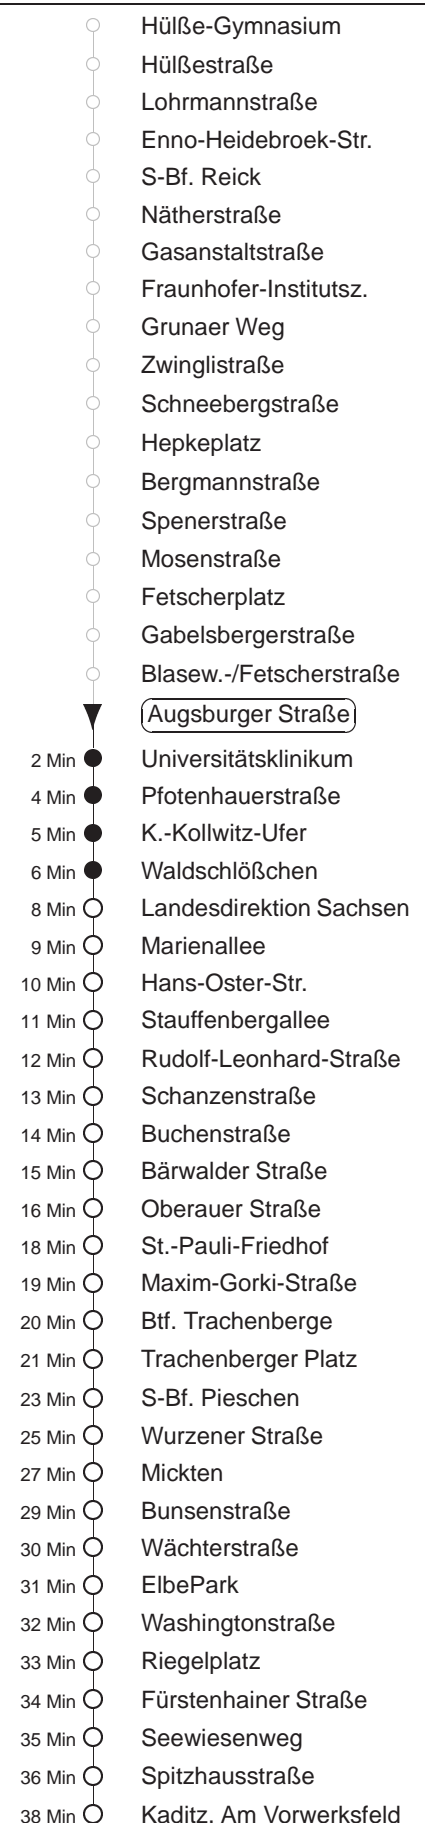 Hülße-Gymnasium
Hülßestraße
Lohrmannstraße
Enno-Heidebroek-Str.
S-Bf. Reick
Nätherstraße
Gasanstaltstraße
Fraunhofer-Institutsz.
Grunaer Weg
Zwinglistraße
Schneebergstraße
Hepkeplatz
Bergmannstraße
Spenerstraße
Mosenstraße
Fetscherplatz
Gabelsbergerstraße
Blasew.-/Fetscherstraße
Augsburger Straße
2 Min Universitätsklinikum
4 Min Pfotenhauerstraße
5 Min K.-Kollwitz-Ufer
6 Min Waldschlößchen
8 Min Landesdirektion Sachsen
9 Min Marienallee
10 Min Hans-Oster-Str.
11 Min Stauffenbergallee
12 Min Rudolf-Leonhard-Straße
13 Min Schanzenstraße
14 Min Buchenstraße
15 Min Bärwalder Straße
16 Min Oberauer Straße
18 Min St.-Pauli-Friedhof
19 Min Maxim-Gorki-Straße
20 Min Btf. Trachenberge
21 Min Trachenberger Platz
23 Min S-Bf. Pieschen
25 Min Wurzener Straße
27 Min Mickten
29 Min Bunsenstraße
30 Min Wächterstraße
31 Min ElbePark
32 Min Washingtonstraße
33 Min Riegelplatz
34 Min Fürstenhainer Straße
35 Min Seewiesenweg
36 Min Spitzhausstraße
38 Min Kaditz, Am Vorwerksfeld